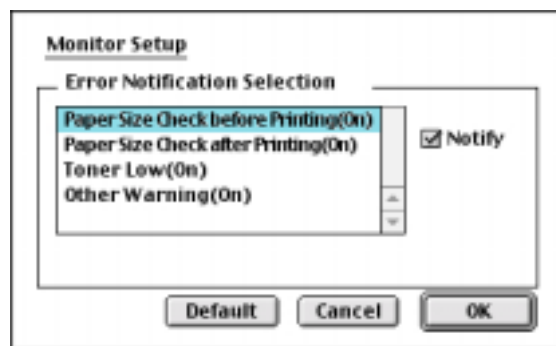 Monitor Setup
Error Notification Selection
Paper Size Check before Printing(On)
Paper Size Check after Printing(On)
Toner Low(On)
Other Warning(On)
Notify
Default
Cancel
OK